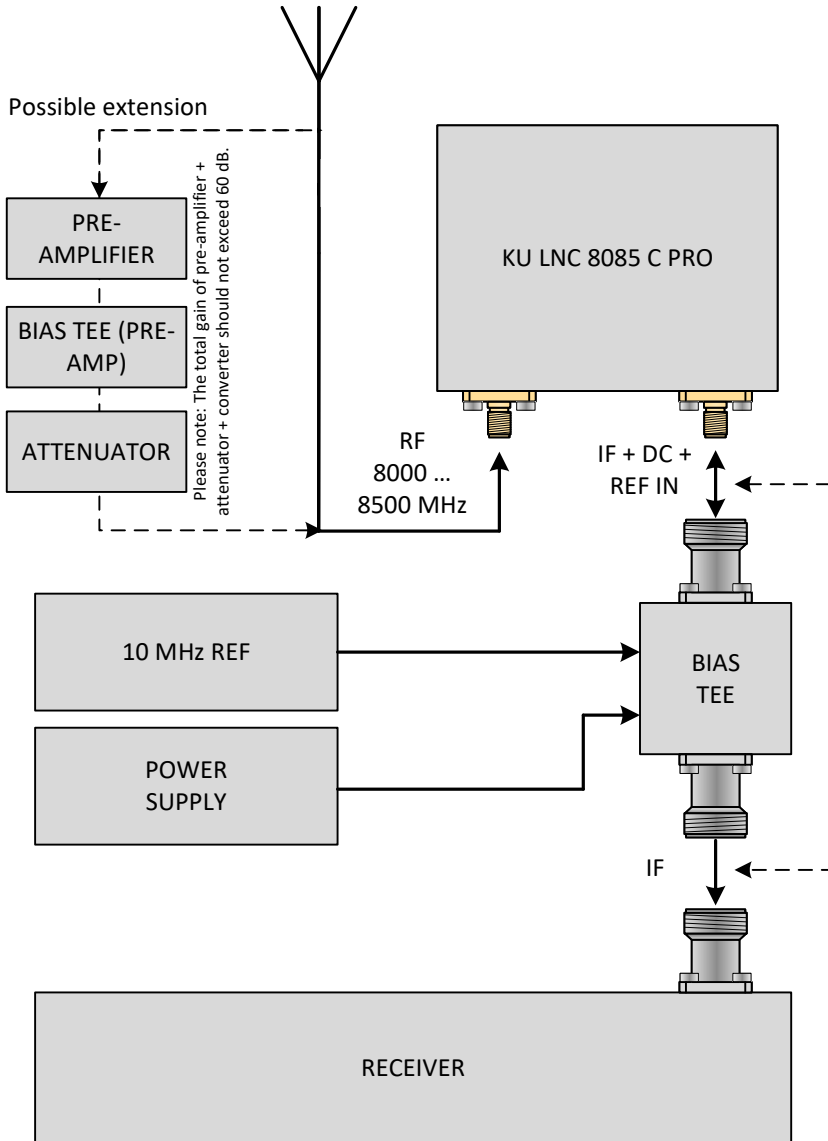 Possible extension
PRE-
AMPLIFIER
BIAS TEE (PRE-
AMP)
ATTENUATOR
Please note: The total gain of pre-amplifier +
attenuator + converter should not exceed 60 dB.
KU LNC 8085 C PRO
RF
8000 ...
8500 MHz
IF + DC +
REF IN
10 MHz REF
BIAS
TEE
POWER
SUPPLY
IF
RECEIVER